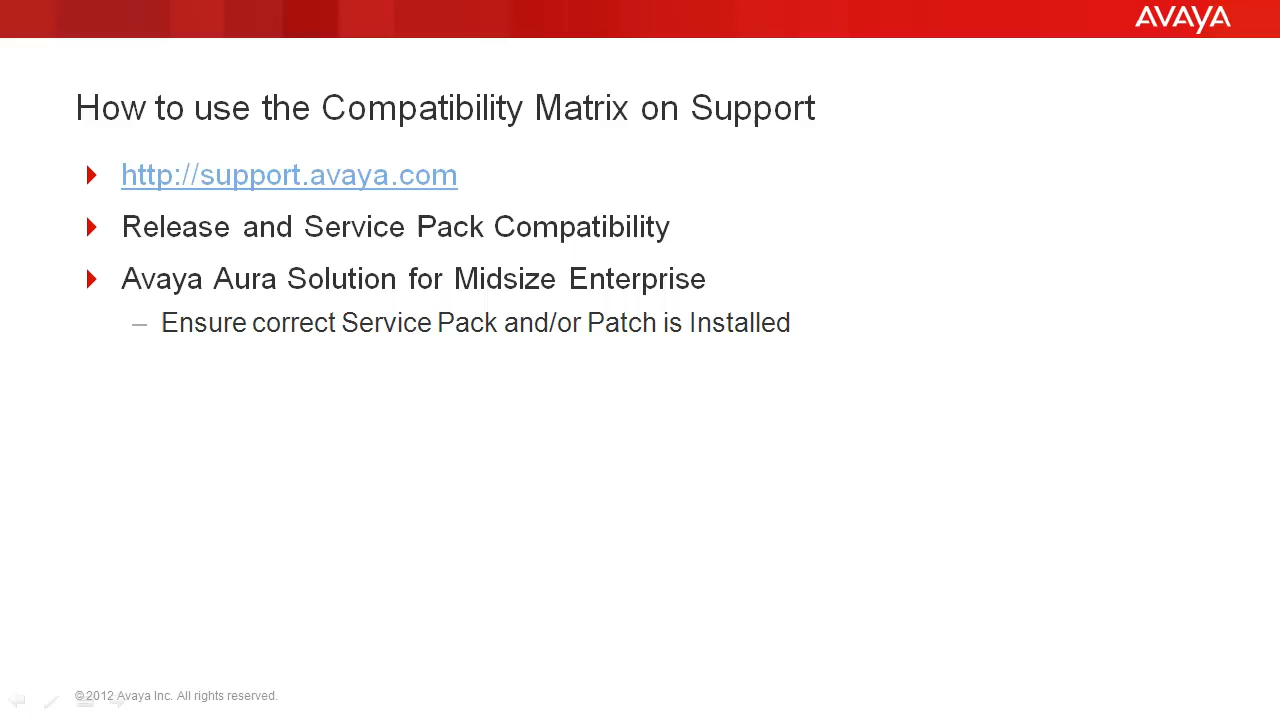 AVAYA
How to use the Compatibility Matrix on Support
http://support.avaya.com
Release and Service Pack Compatibility
Avaya Aura Solution for Midsize Enterprise
– Ensure correct Service Pack and/or Patch is Installed
©2012 Avaya Inc. All rights reserved.